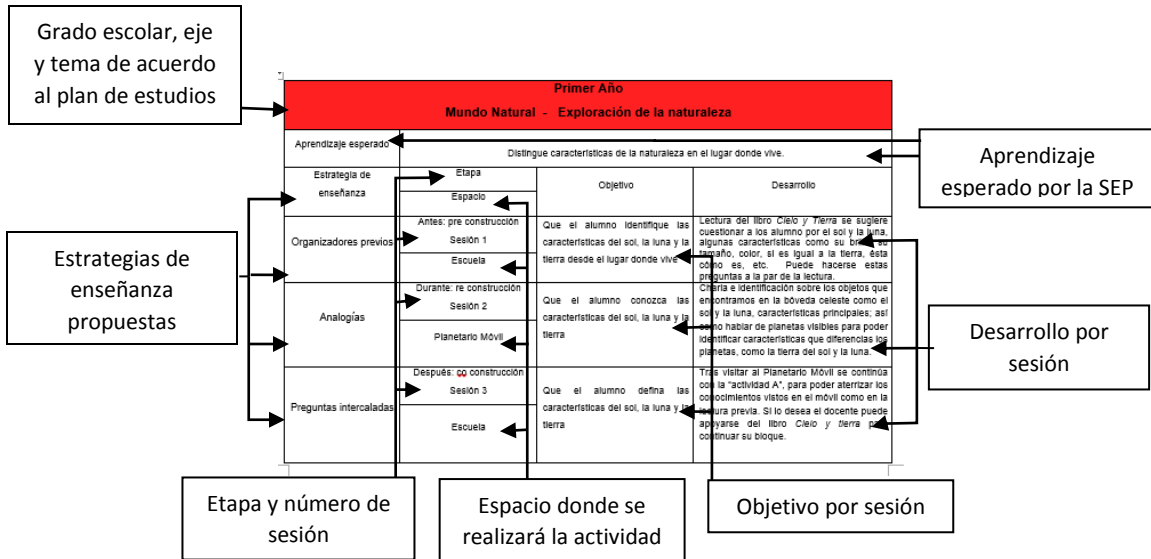 Grado escolar, eje
y tema de acuerdo
al plan de estudios
Primer Año
Mundo Natural - Exploración de la naturaleza
Aprendizaje esperado
Distingue características de la naturaleza en el lugar donde vive.
Aprendizaje
esperado por la SEP
Estrategia de
enseñanza
Etapa
Espacio
Objetivo
Desarrollo
Estrategias de
enseñanza
propuestas
Organizadores previos
Antes: pre construcción
Sesión 1
Escuela
Que el alumno identifique las
características del sol, la luna y la
tierra desde el lugar donde vive
Lectura del libro Cielo y Tierra se sugiere
cuestionar a los alumno por el sol y la luna,
algunas características como su su
tamaño, color, si es igual a la tierra, ésta
cómo es, etc. Puede hacerse estas
preguntas a la par de la lectura.
Analogías
Durante: re construcción
Sesión 2
Planetario Móvil
Que el alumno conozca las
características del sol, la luna y la
tierra
Charla e identificación sobre los objetos que
encontramos en la bóveda celeste como el
sol y la luna, características principales; así
como hablar de planetas visibles para poder
identificar características que diferencias los
planetas, como la tierra del sol y la luna.
Desarrollo por
sesión
Preguntas intercaladas
Después: co construcción
Sesión 3
Escuela
Que el alumno defina las
características del sol, la luna y la
tierra
Tras visitar al Planetario Móvil se continúa
con la "actividad A", para poder aterrizar los
conocimientos vistos en el móvil como en la
lectura previa. Si lo desea el docente puede
apoyarse del libro Cielo y tierra
continuar su bloque.
Etapa y número de
sesión
Espacio donde se
realizará la actividad
Objetivo por sesión